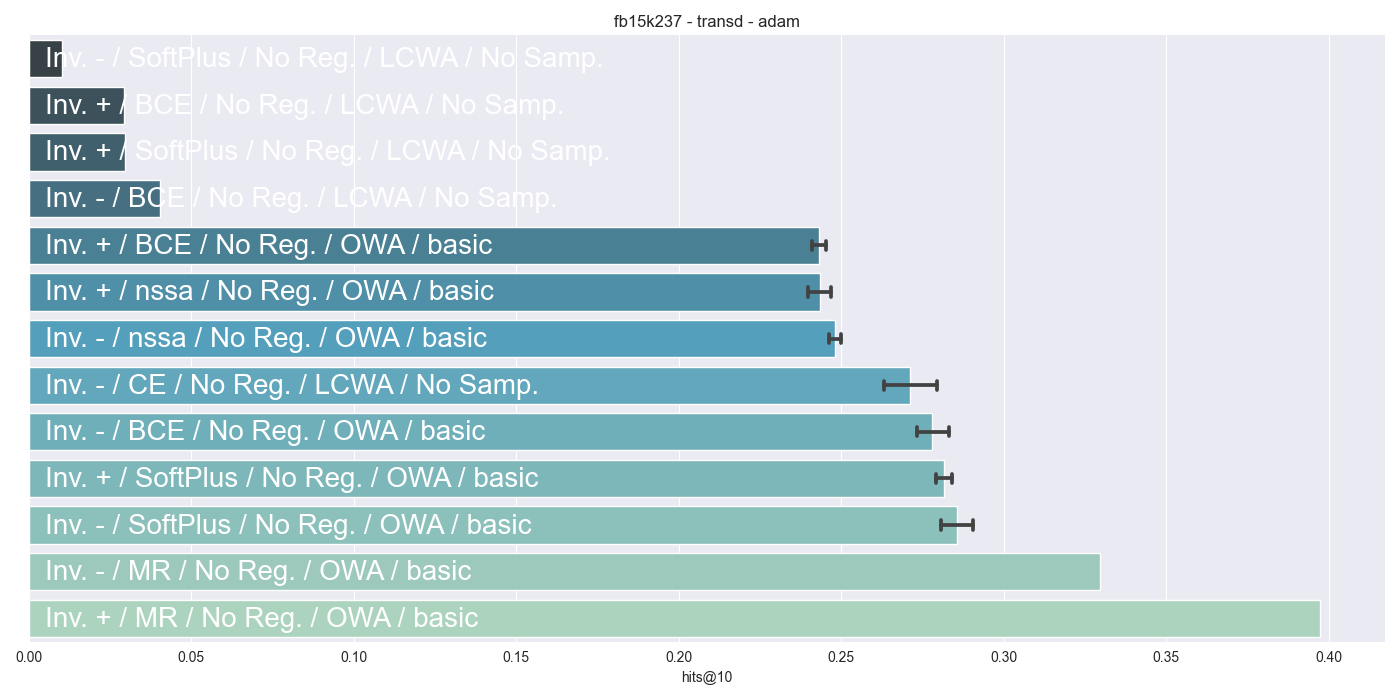 fb15k237 - transd - adam
Inv. - / SoftPlus / No Reg. / LCWA / No Samp.
Inv. + / BCE / No Reg. / LCWA / No Samp.
Inv. + / SoftPlus / No Reg. / LCWA / No Samp.
Inv. - / BCE / No Reg. / LCWA / No Samp.
Inv. + / BCE / No Reg. / OWA / basic
Inv. + / nssa / No Reg. / OWA / basic
Inv. - / nssa / No Reg. / OWA / basic
Inv. - / CE / No Reg. / LCWA / No Samp.
Inv. - / BCE / No Reg. / OWA / basic
Inv. + / SoftPlus / No Reg. / OWA / basic
Inv. - / SoftPlus / No Reg. / OWA / basic
Inv. - / MR / No Reg. / OWA / basic
Inv. + / MR / No Reg. / OWA / basic
0.00 0.05 0.10 0.15 0.20 0.25 0.30 0.35 0.40
hits@10